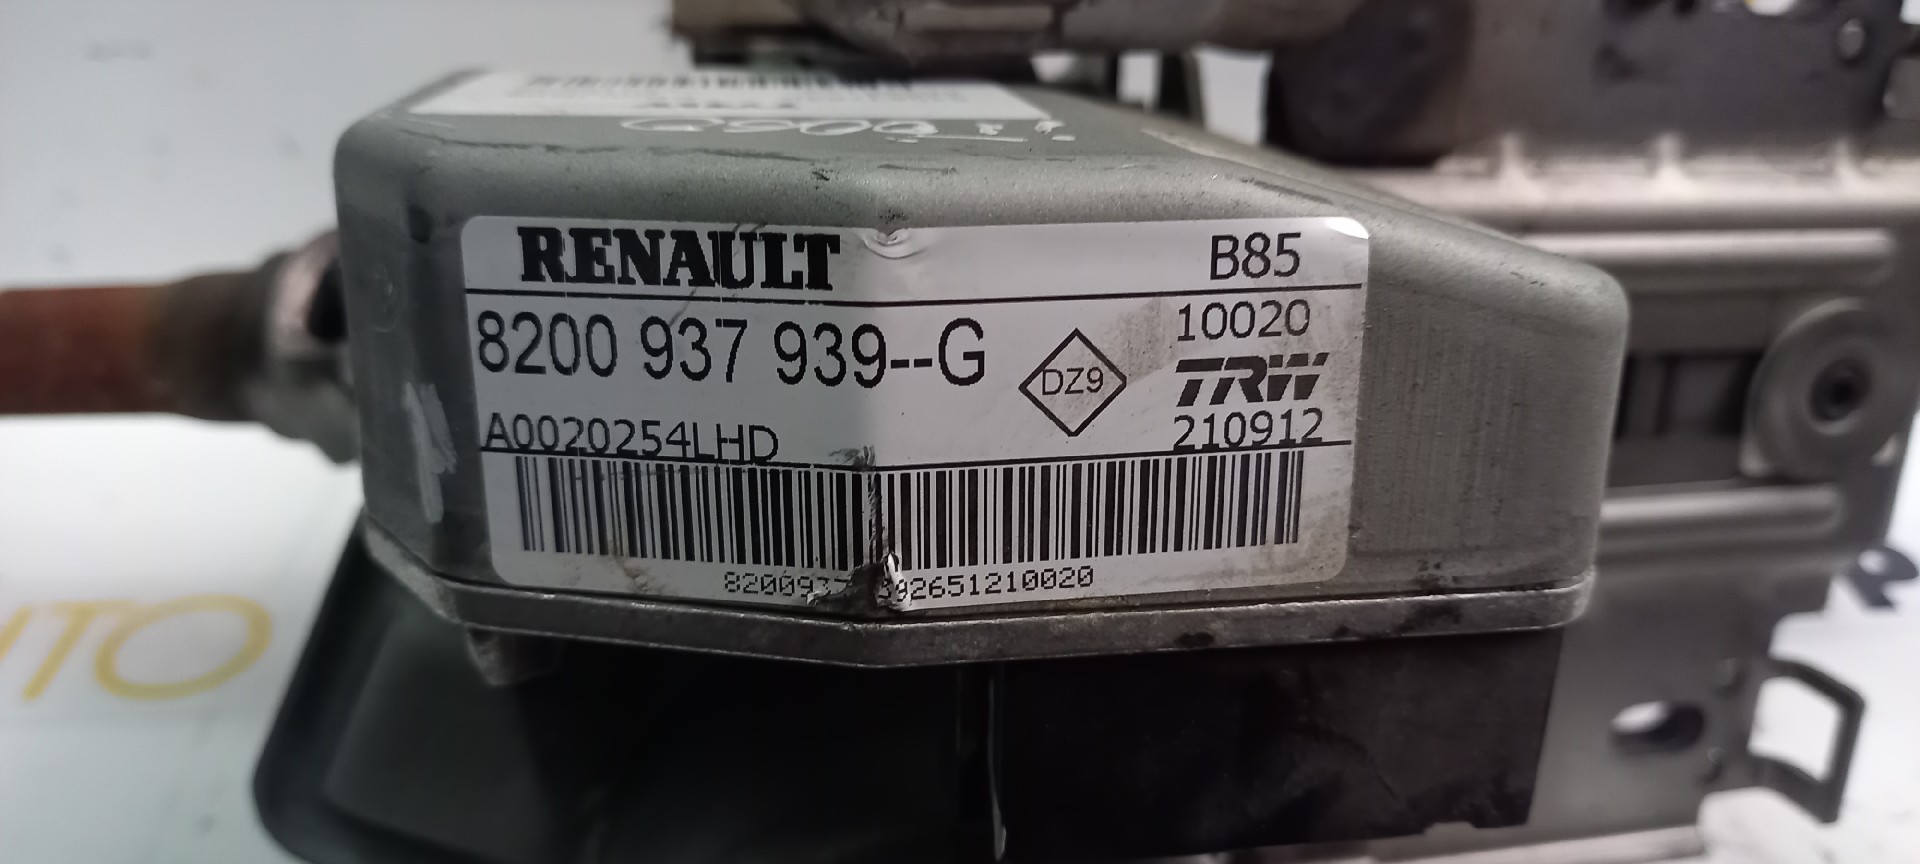 RENAULT B85
8200 937 939--G
DZ9
10020
TRW
A0020254LHD
210912